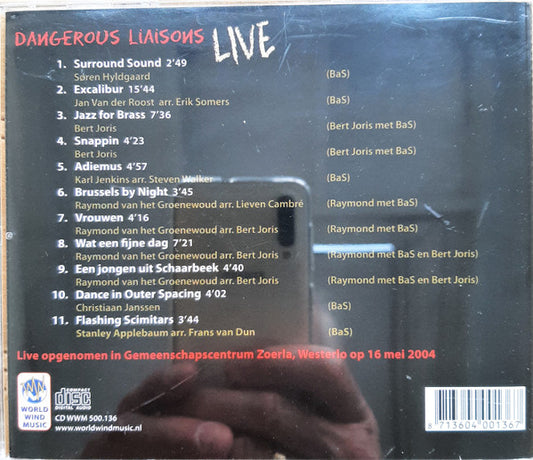 DANGEROUS LIAISONS LIVE
1. Surround Sound 2'49
Søren Hyldgaard (BaS)
2. Excalibur 15'44
Jan Van der Roost arr. Erik Somers (BaS)
3. Jazz for Brass 7'36
Bert Joris (Bert Joris met BaS)
4. Snappin 4'23
Bert Joris (Bert Joris met BaS)
5. Adiemus 4'57
Karl Jenkins arr. Steven Walker (BaS)
6. Brussels by Night 3'45
Raymond van het Groenewoud arr. Lieven Cambré (Raymond met BaS)
7. Vrouwen 4'16
Raymond van het Groenewoud arr. Bert Joris (Raymond met BaS)
8. Wat een fijne dag 7'21
Raymond van het Groenewoud arr. Bert Joris (Raymond met BaS en Bert Joris)
9. Een jongen uit Schaarbeek 4'40
Raymond van het Groenewoud arr. Bert Joris (Raymond met BaS en Bert Joris)
10. Dance in Outer Spacing 4'02
Christiaan Janssen (BaS)
11. Flashing Scimitars 3'44
Stanley Applebaum arr. Frans van Dun (BaS)
Live opgenomen in Gemeenschapscentrum Zoerla, Westerlo op 16 mei 2004
WWM
WORLD
WIND
MUSIC
COMPACT
disc
DIGITAL AUDIO
CD WWM 500.136
www.worldwindmusic.nl
8 713604 001367